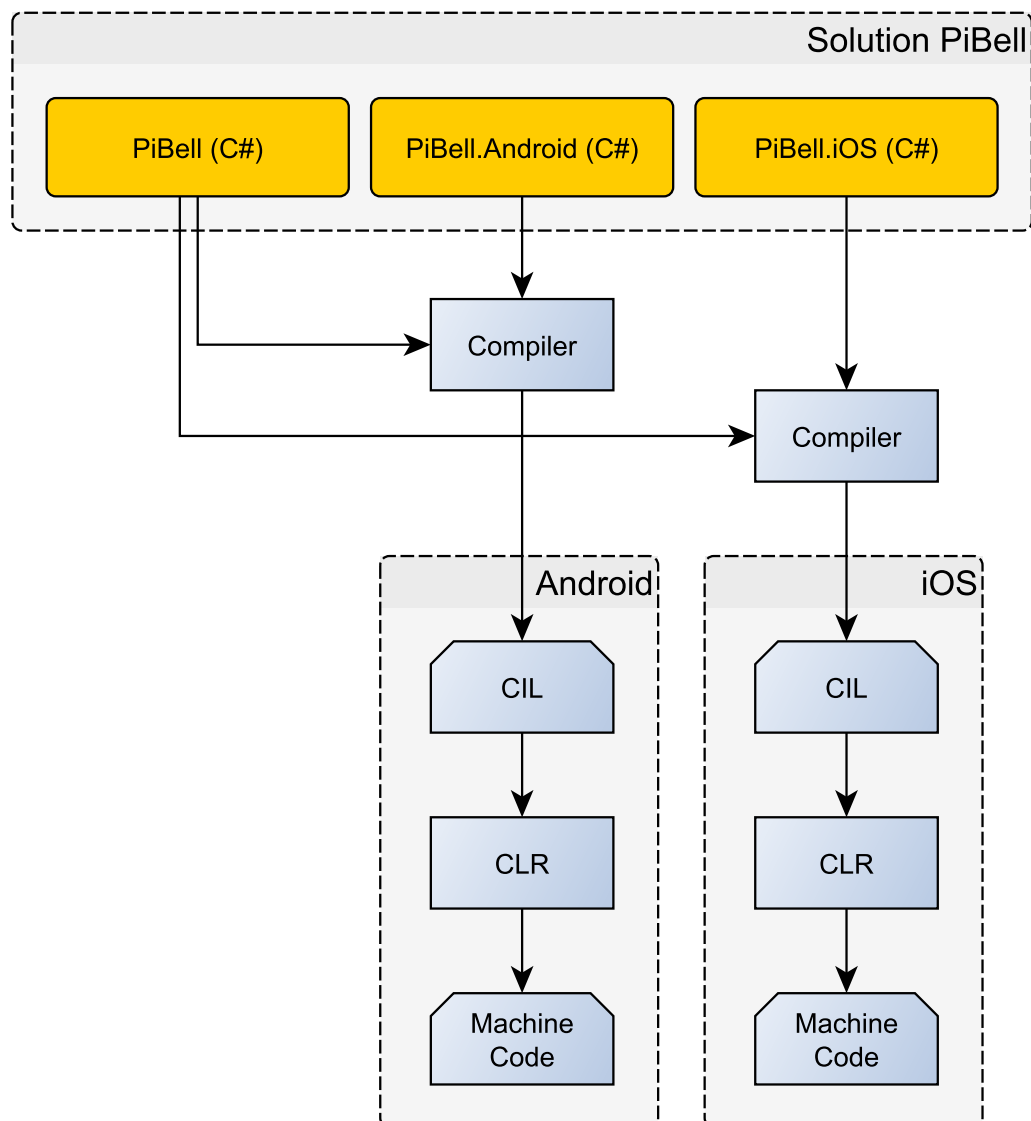 Solution PiBell
PiBell (C#)
PiBell.Android (C#)
PiBell.iOS (C#)
Compiler
Compiler
Android
iOS
CIL
CIL
CLR
CLR
Machine
Code
Machine
Code